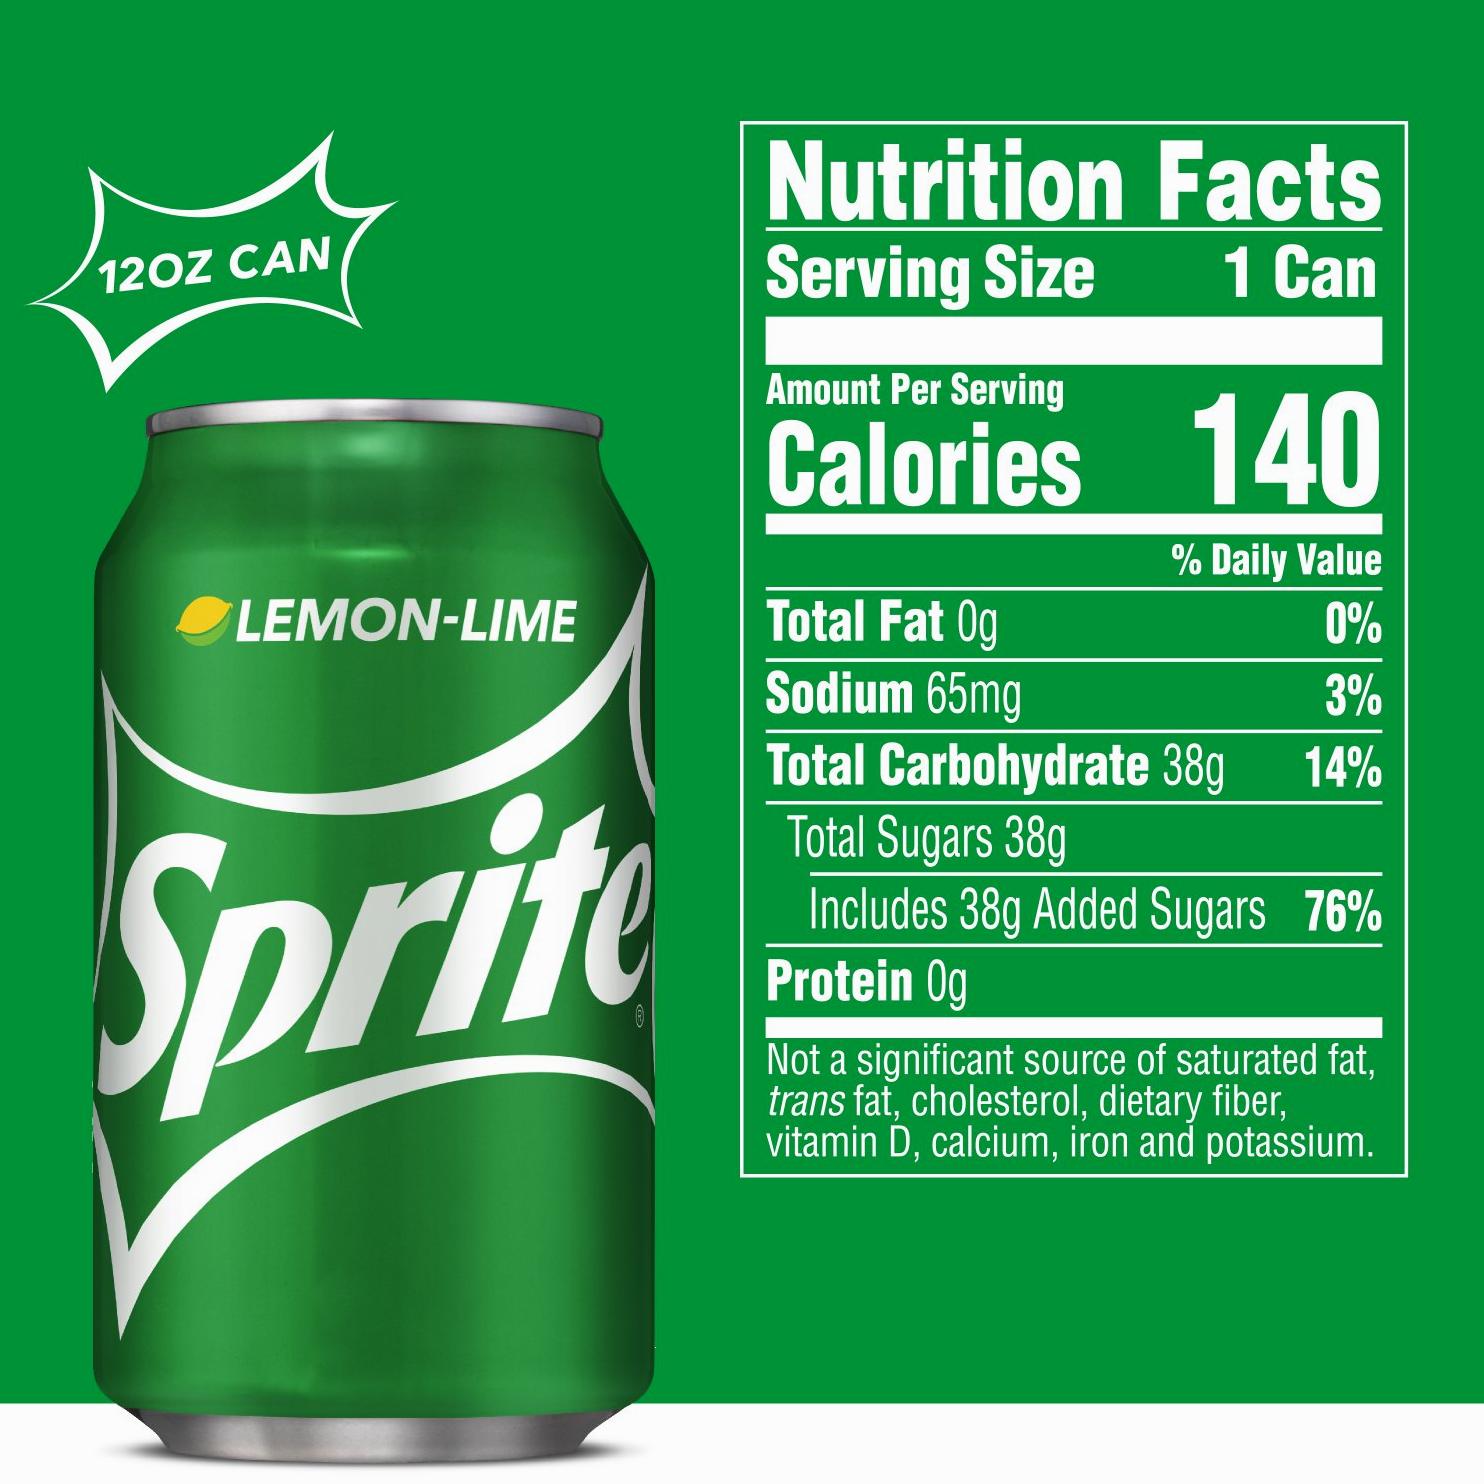 12OZ CAN
LEMON-LIME
Sprite
®
Nutrition Facts
Serving Size 1 Can
Amount Per Serving
Calories 140
% Daily Value
Total Fat 0g 0%
Sodium 65mg 3%
Total Carbohydrate 38g 14%
Total Sugars 38g
Includes 38g Added Sugars 76%
Protein 0g
Not a significant source of saturated fat,
trans fat, cholesterol, dietary fiber,
vitamin D, calcium, iron and potassium.